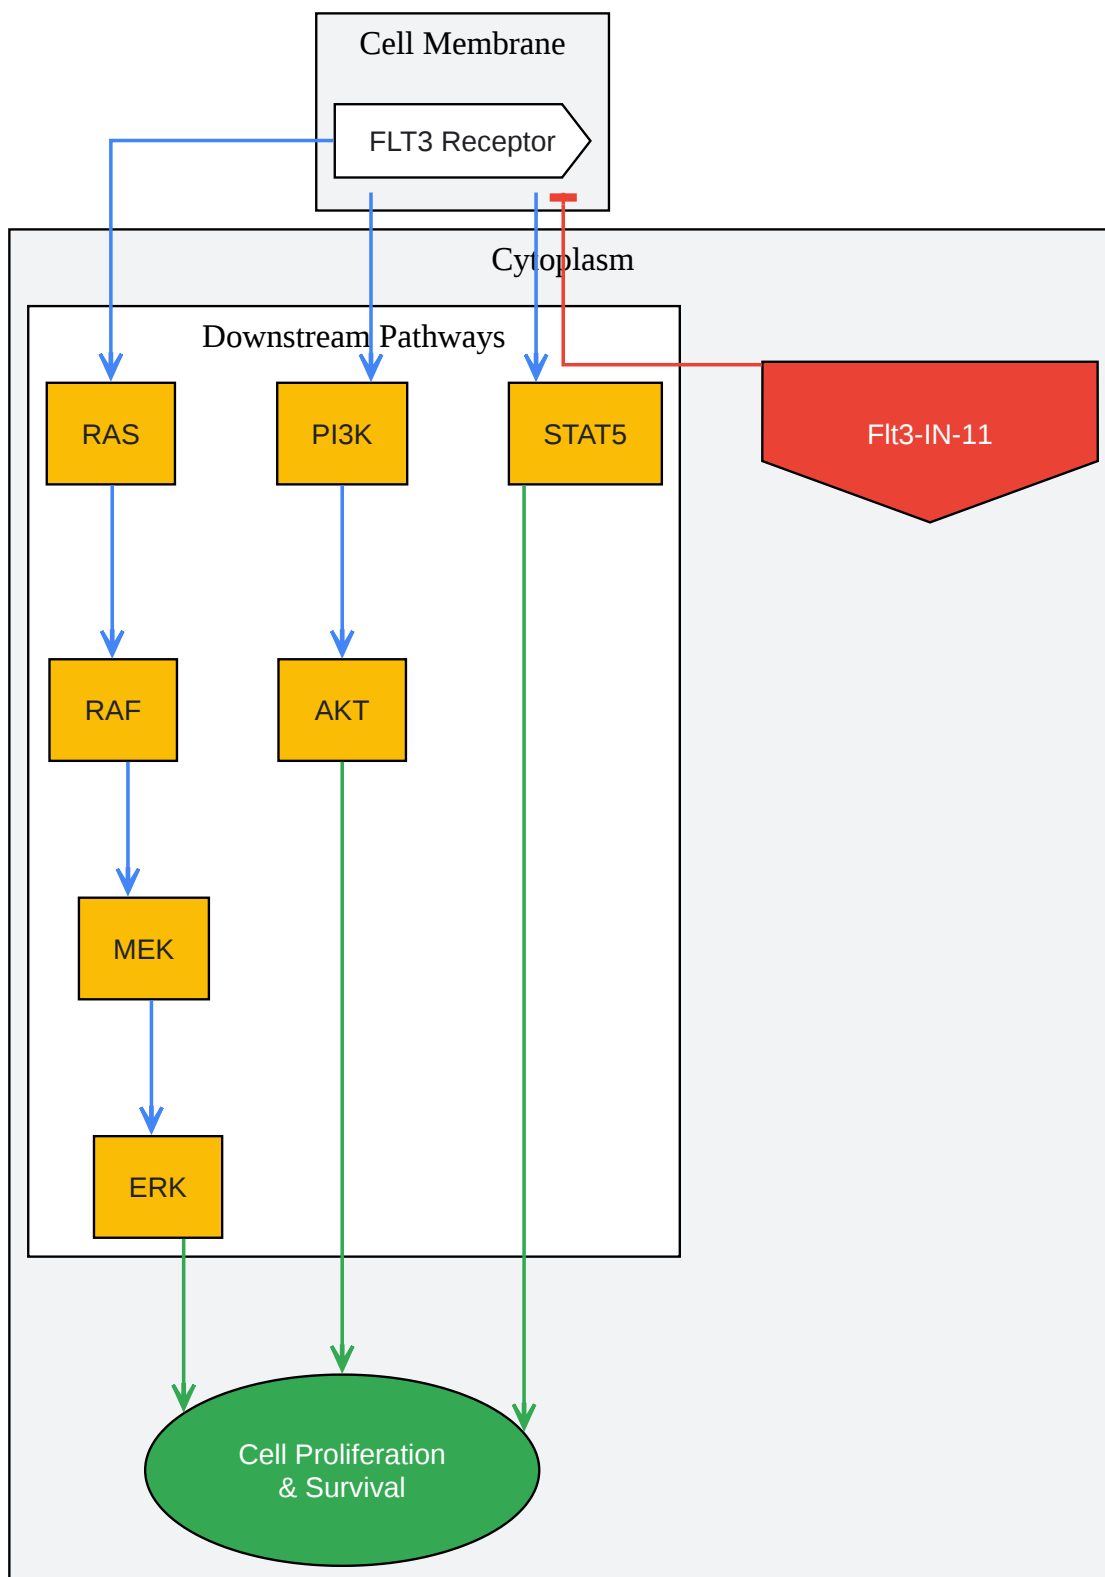 Cell Membrane
FLT3 Receptor
Cytoplasm
Downstream Pathways
RAS
PI3K
STAT5
Flt3-IN-11
RAF
AKT
MEK
ERK
Cell Proliferation
& Survival